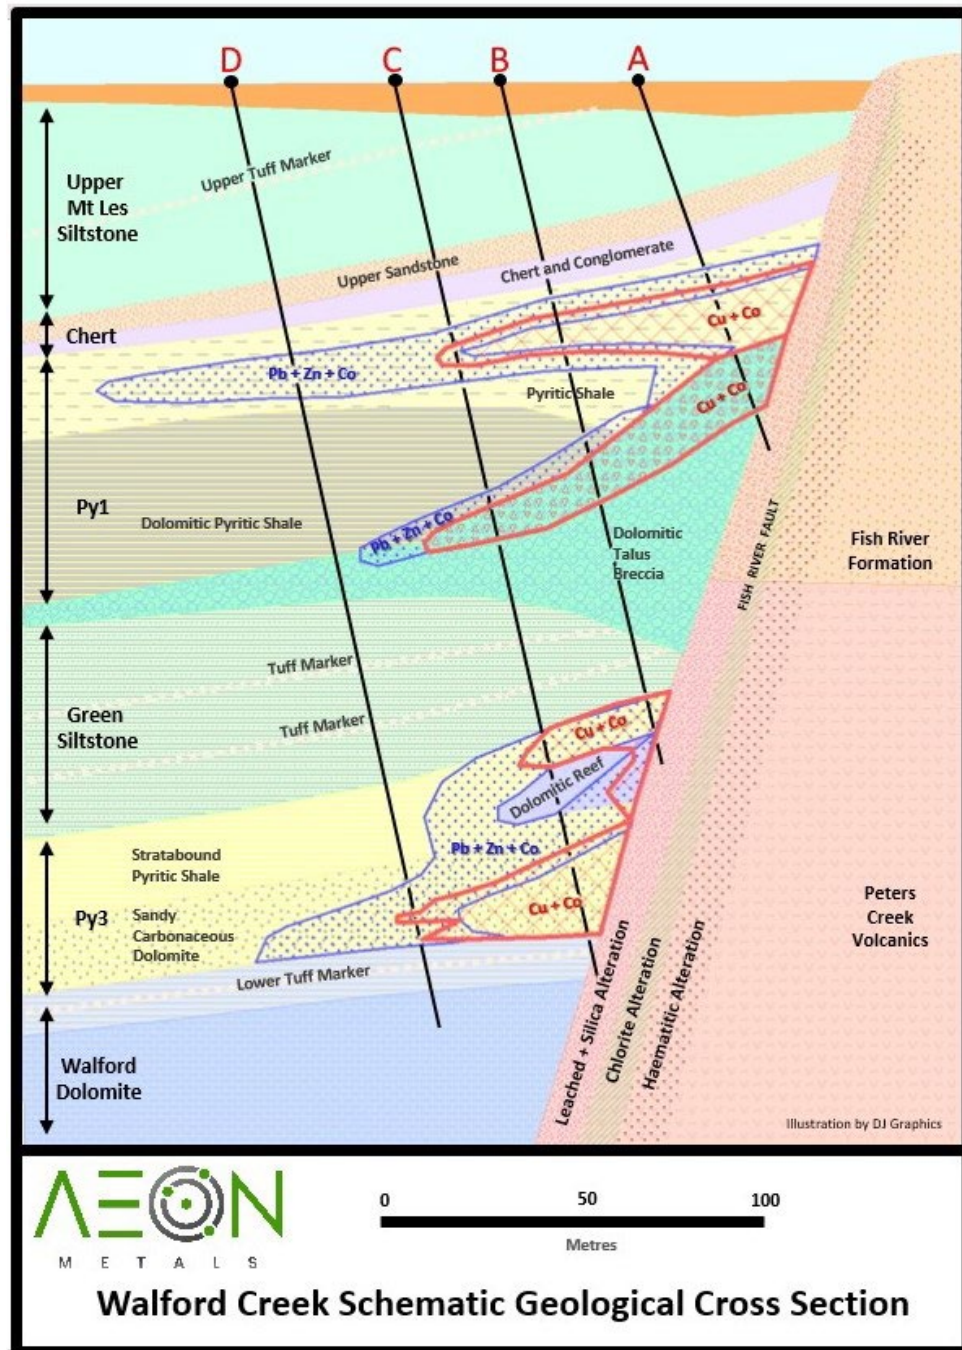 D
C
B
A
Upper Tuff Marker
Upper
Mt Les
Siltstone
Upper Sandstone
Chert and Conglomerate
Chert
Cu + Co
Pb + Zn + Co
Pyritic Shale
Cu + Co
Py1
Dolomitic Pyritic Shale
Pb + Zn + Co
Dolomitic
Talus
Breccia
FISH RIVER FAULT
Fish River
Formation
Tuff Marker
Tuff Marker
Green
Siltstone
Cu + Co
Dolomitic Reef
Pb + Zn + Co
Stratabound
Pyritic Shale
Cu + Co
Py3
Sandy
Carbonaceous
Dolomite
Peters
Creek
Volcanics
Lower Tuff Marker
Leached + Silica Alteration
Chlorite Alteration
Haematitic Alteration
Walford
Dolomite
Illustration by DJ Graphics
AEON
METALS
0 50 100
Metres
Walford Creek Schematic Geological Cross Section